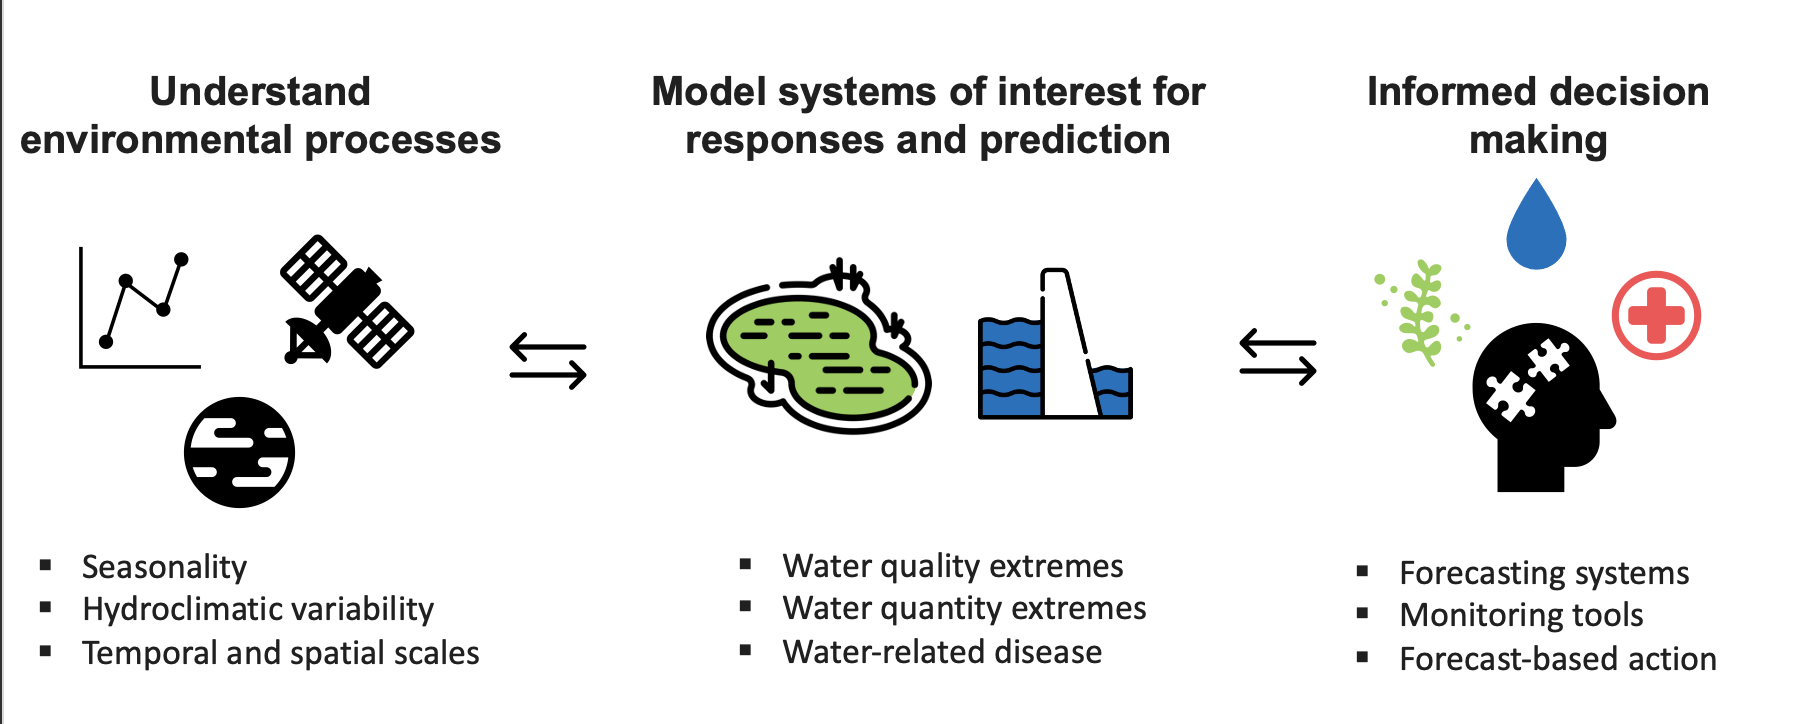 Understand
environmental processes
Model systems of interest for
responses and prediction
Informed decision
making
▪ Seasonality
▪ Hydroclimatic variability
▪ Temporal and spatial scales
▪ Water quality extremes
▪ Water quantity extremes
▪ Water-related disease
▪ Forecasting systems
▪ Monitoring tools
▪ Forecast-based action